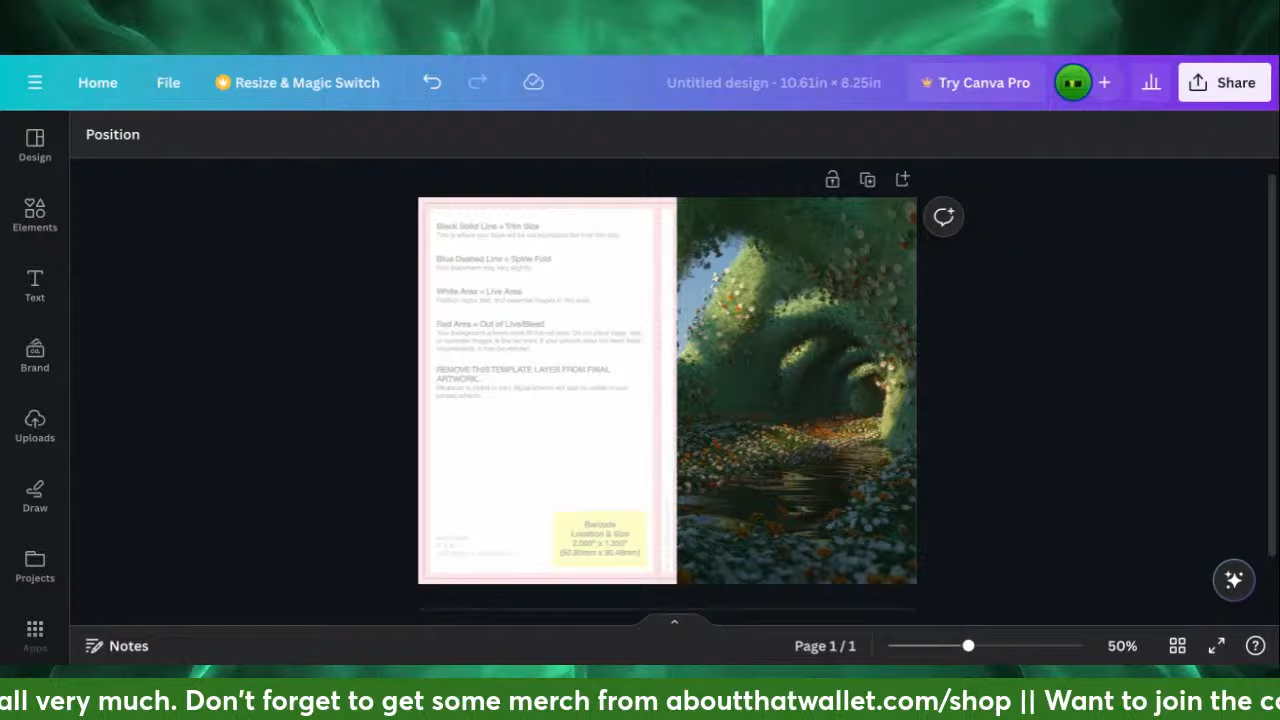 Home
File
Resize & Magic Switch
Untitled design - 10.61in × 8.25in
Try Canva Pro
Share
Position
Design
Elements
Text
Brand
Uploads
Draw
Projects
Apps
Black Solid Line = Trim Size
Blue Dashed Line = Spine Fold
White Area = Live Area
Red Area = Out of Live/Bleed
REMOVE THIS TEMPLATE LAYER FROM FINAL
ARTWORK.
Barcode
Location & Size
Notes
Page 1 / 1
50%
all very much. Don't forget to get some merch from aboutthatwallet.com/shop || Want to join the c